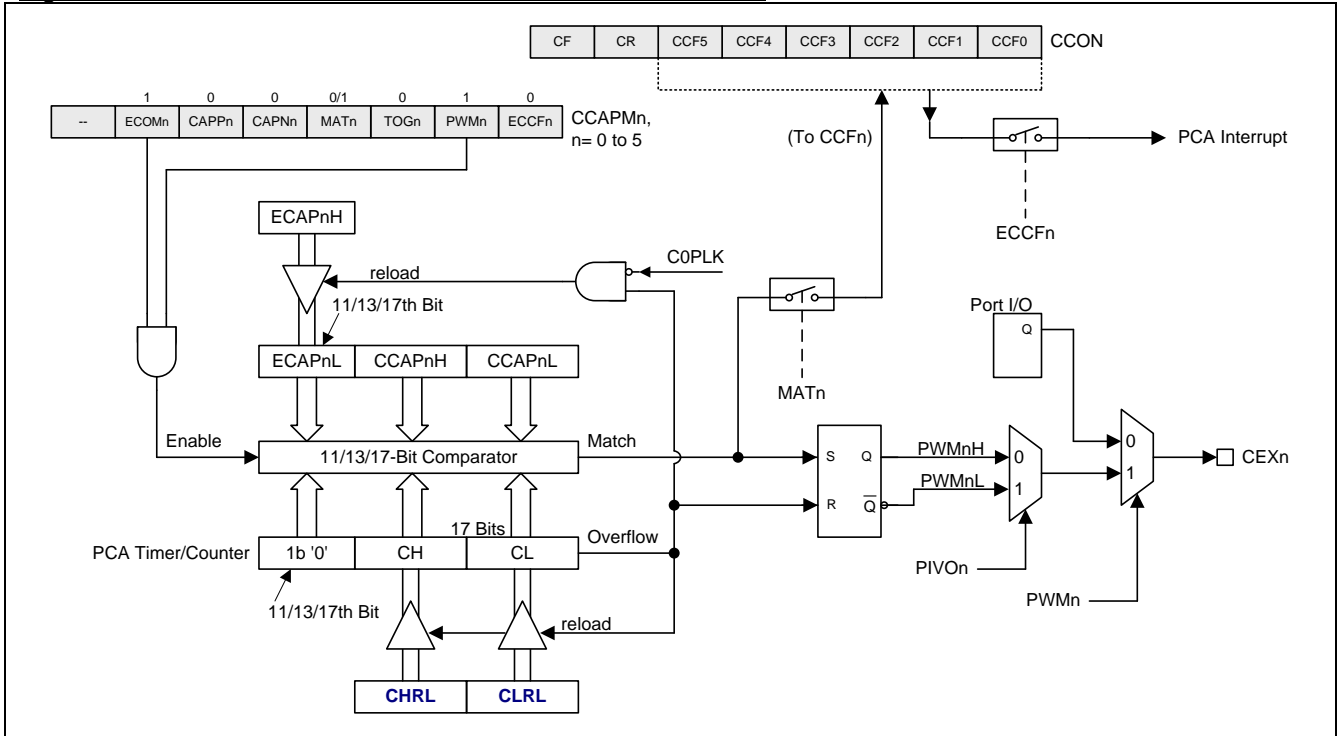 CF CR CCF5 CCF4 CCF3 CCF2 CCF1 CCF0 CCON
1 0 0 0/1 0 1 0
-- ECOMn CAPPn CAPNn MATn TOGn PWMn ECCFn
CCAPMn,
n= 0 to 5
(To CCFn)
PCA Interrupt
ECCFn
ECAPnH
C0PLK
reload
11/13/17th Bit
Port I/O
Q
ECAPnL CCAPnH CCAPnL
MATn
Enable
11/13/17-Bit Comparator
Match
S Q
R Q
PWMnH
PWMnL
0
1
0
1
CEXn
17 Bits
Overflow
PCA Timer/Counter
1b '0' CH CL
PIVOn
PWMn
11/13/17th Bit
reload
CHRL CLRL